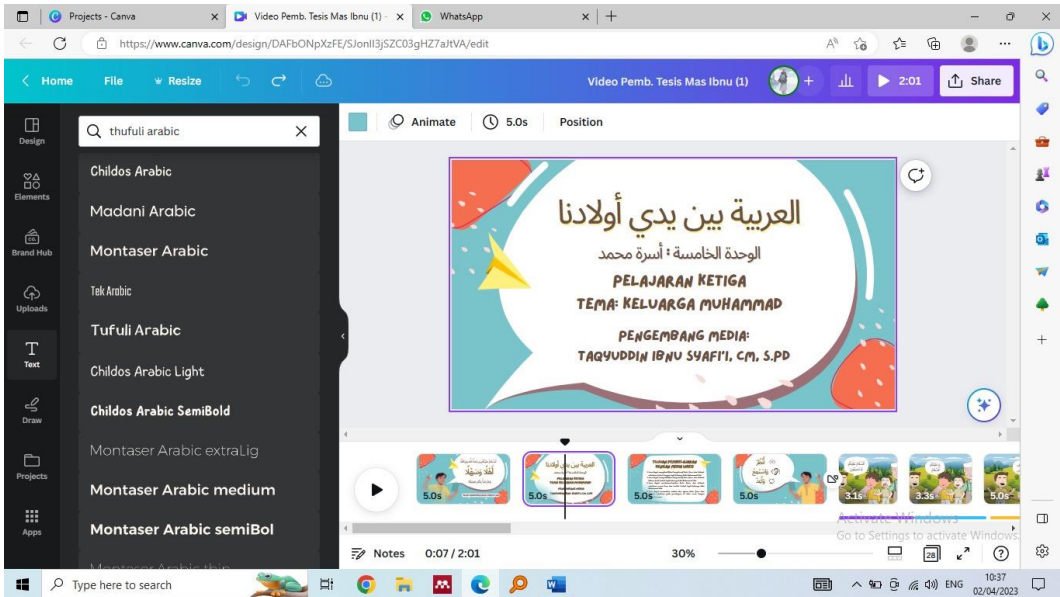 Projects - Canva
Video Pemb. Tesis Mas Ibnu (1) -
WhatsApp
https://www.canva.com/design/DAFbONpXzFE/SJonII3jSZC03gHZ7aJtVA/edit
Home File Resize
Video Pemb. Tesis Mas Ibnu (1)
2:01
Share
Design
Elements
Brand Hub
Uploads
Text
Draw
Projects
Apps
thufuli arabic
Childos Arabic
Madani Arabic
Montaser Arabic
Tek Arabic
Tufuli Arabic
Childos Arabic Light
Childos Arabic SemiBold
Montaser Arabic extraLig
Montaser Arabic medium
Montaser Arabic semiBol
Montaser Arabic thin
Animate 5.0s Position
العربية بين يدي أولادنا
الوحدة الخامسة : أسرة محمد
PELAJARAN KETIGA
TEMA: KELUARGA MUHAMMAD
PENGEMBANG MEDIA:
TAQYUDDIN IBNU SYAFI'I, CM, S.PD
5.0s
5.0s
5.0s
5.0s
3.1s
3.3s
5.0s
Activate Windows
Go to Settings to activate Windows.
Notes 0:07 / 2:01
30%
28
Type here to search
ENG
10:37
02/04/2023